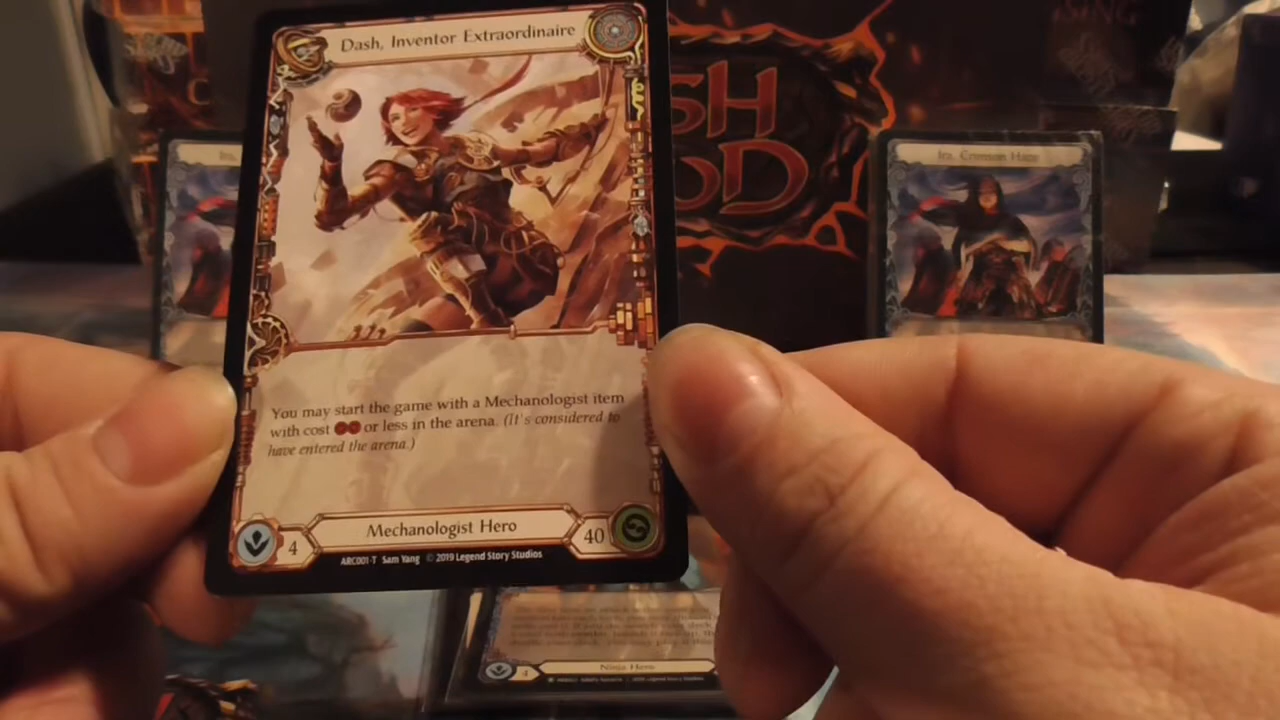 Dash, Inventor Extraordinaire
You may start the game with a Mechanologist item
with cost or less in the arena. (It's considered to
have entered the arena.)
4
Mechanologist Hero
40
ARC001-T Sam Yang © 2019 Legend Story Studios
SH
OD
Ira,
Ira, Crimson Haze
4
Ninja Hero